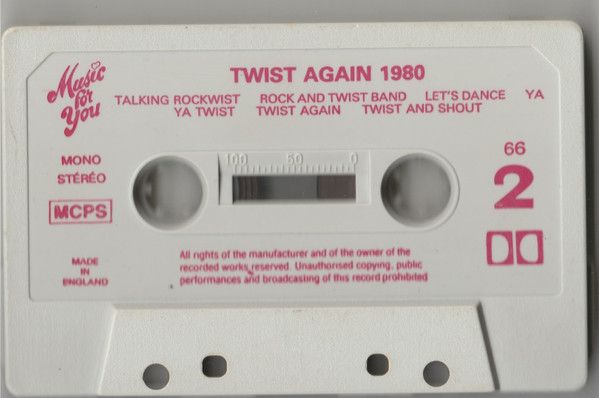 Music
for
You
TWIST AGAIN 1980
TALKING ROCKWIST ROCK AND TWIST BAND LET'S DANCE YA
YA TWIST TWIST AGAIN TWIST AND SHOUT
MONO
STÉRÉO
MCPS
100 50 0
66
2
MADE
IN
ENGLAND
All rights of the manufacturer and of the owner of the
recorded works reserved. Unauthorised copying, public
performances and broadcasting of this record prohibited